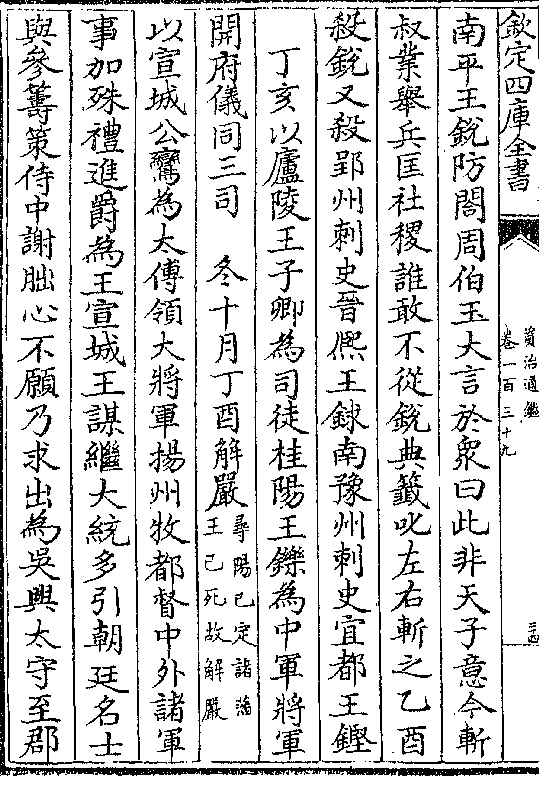 欽定四庫全書
資治通鑑
卷一百三十九
三四
南平王銳防閤周伯玉大言於衆曰此非天子意今斬
叔業舉兵匡社稷誰敢不從銳典籖叱左右斬之乙酉
殺銳又殺郢州刺史晉熈王銶南豫州刺史宜都王鏗
丁亥以廬陵王子卿為司徒桂陽王鑠為中軍將軍
開府儀同三司　冬十月丁酉解嚴尋陽已定諸藩
王已死故解嚴
以宣城公鸞為太傅領大將軍揚州牧都督中外諸軍
事加殊禮進爵為王宣城王謀繼大統多引朝廷名士
與參籌策侍中謝朏心不願乃求出為吳興太守至郡